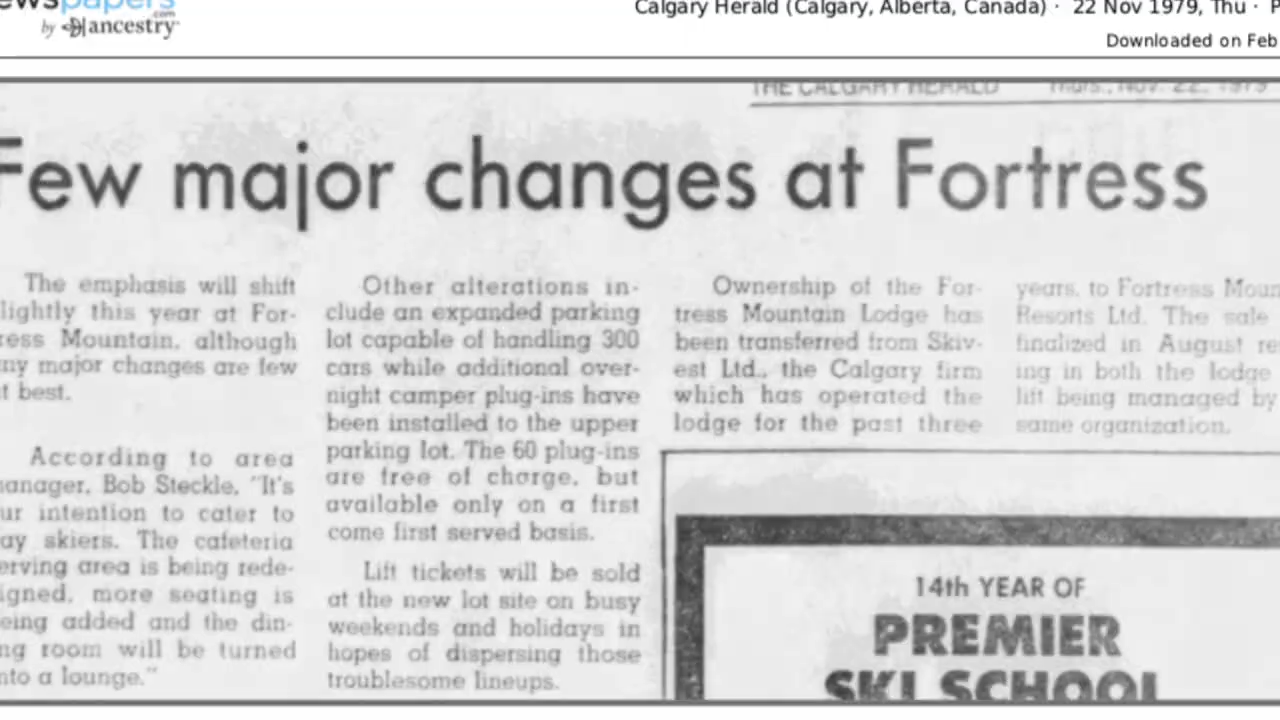 ewspapers
.com
by ancestry
Calgary Herald (Calgary, Alberta, Canada) · 22 Nov 1979, Thu · P
Downloaded on Feb
THE CALGARY HERALD Thurs., Nov. 22, 1979
Few major changes at Fortress
The emphasis will shift
lightly this year at For-
ress Mountain, although
ny major changes are few
t best.
According to area
anager, Bob Steckle, "It's
ur intention to cater to
ay skiers. The cafeteria
erving area is being rede-
igned, more seating is
eing added and the din-
ng room will be turned
nto a lounge."
Other alterations in-
clude an expanded parking
lot capable of handling 300
cars while additional over-
night camper plug-ins have
been installed to the upper
parking lot. The 60 plug-ins
are free of charge, but
available only on a first
come first served basis.
Lift tickets will be sold
at the new lot site on busy
weekends and holidays in
hopes of dispersing those
troublesome lineups.
Ownership of the For-
tress Mountain Lodge has
been transferred from Skiv-
est Ltd., the Calgary firm
which has operated the
lodge for the past three
years, to Fortress Moun
Resorts Ltd. The sale
finalized in August re
ing in both the lodge
lift being managed by
same organization.
14th YEAR OF
PREMIER
SKI SCHOOL